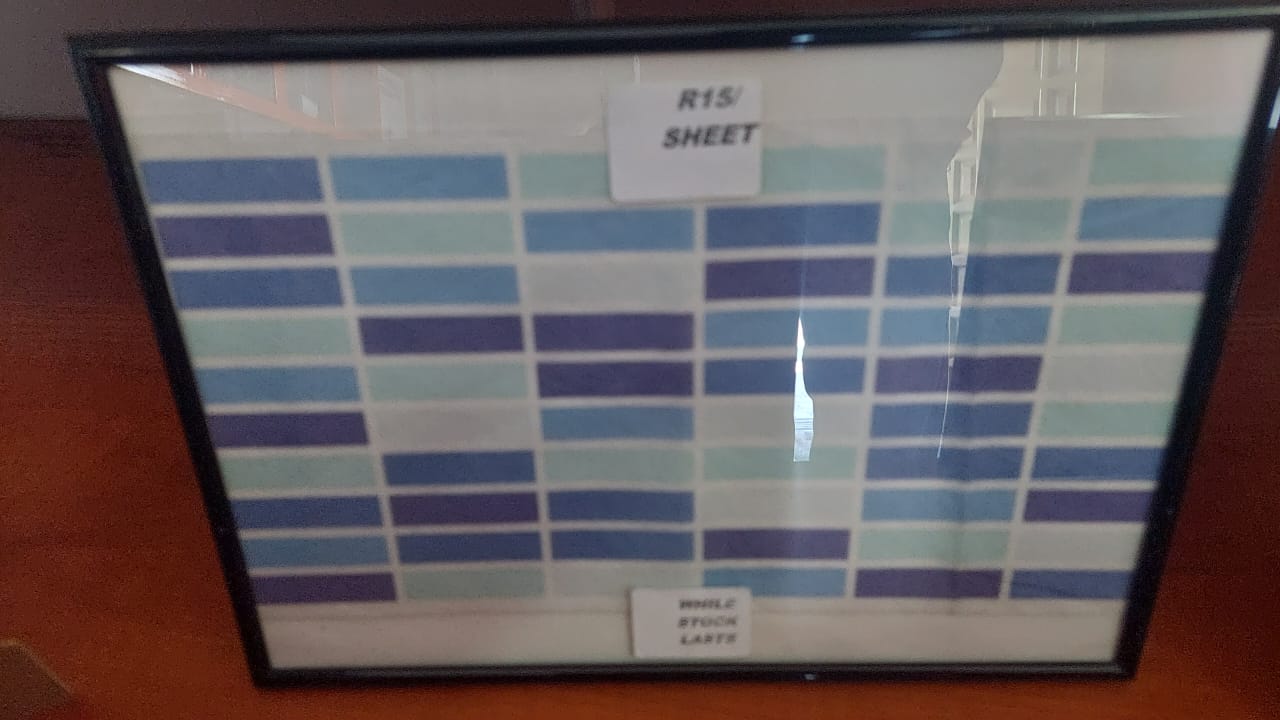 R15/
SHEET
WHILE
STOCK
LASTS